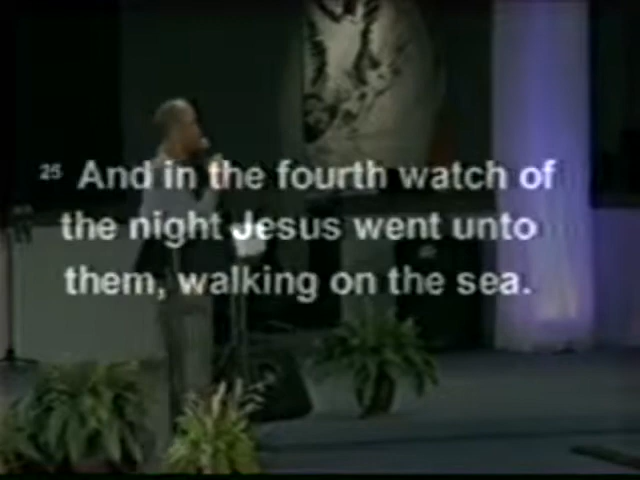 25 And in the fourth watch of
the night Jesus went unto
them, walking on the sea.